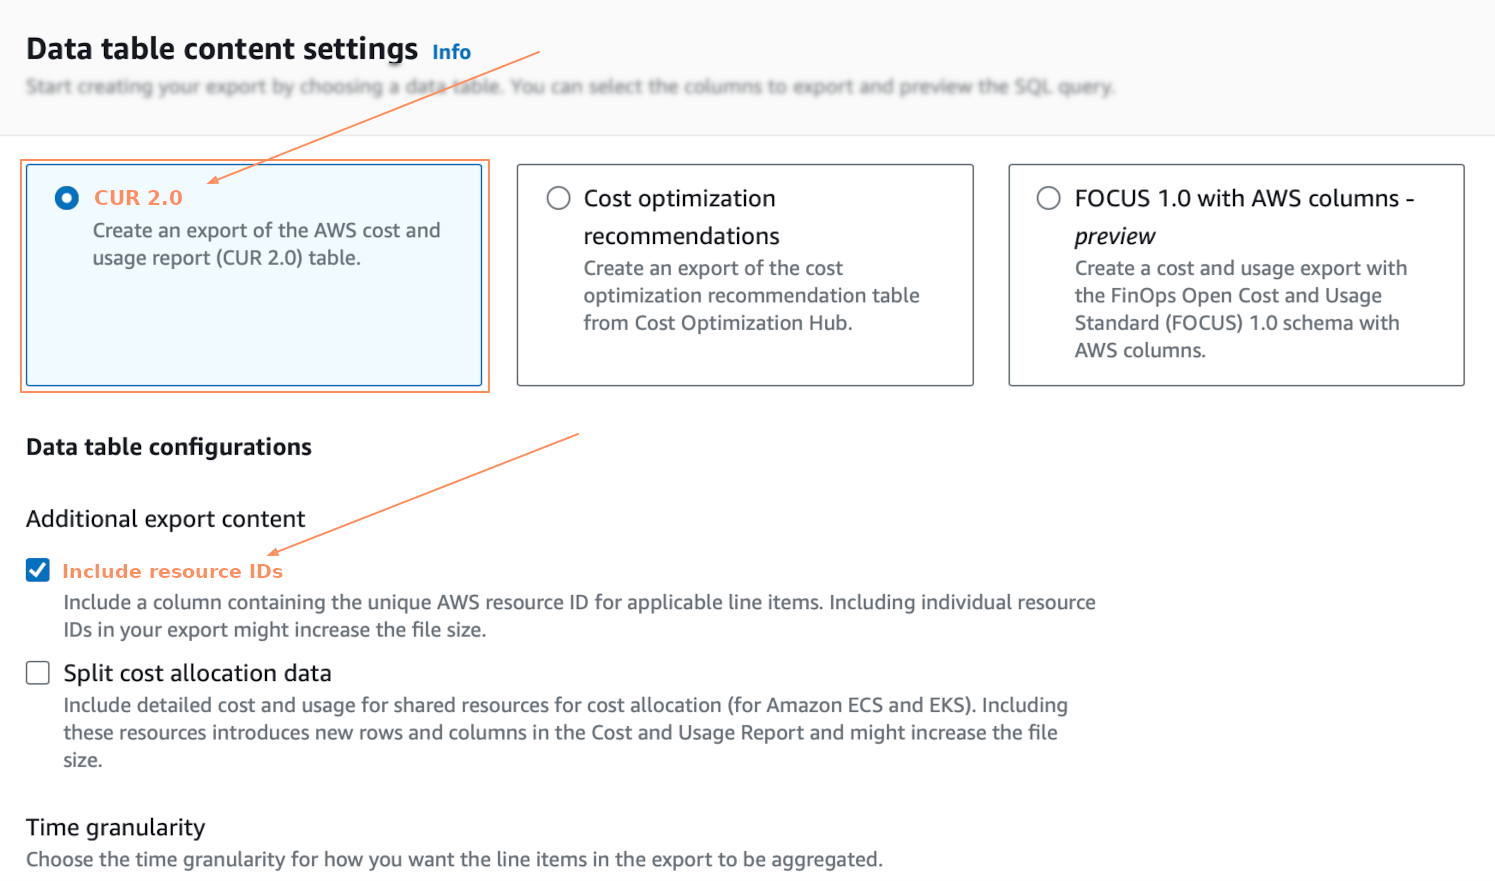 Data table content settings Info
Start creating your export by choosing a data table. You can select the columns to export and preview the SQL query.
CUR 2.0
Create an export of the AWS cost and
usage report (CUR 2.0) table.
Cost optimization
recommendations
Create an export of the cost
optimization recommendation table
from Cost Optimization Hub.
FOCUS 1.0 with AWS columns -
preview
Create a cost and usage export with
the FinOps Open Cost and Usage
Standard (FOCUS) 1.0 schema with
AWS columns.
Data table configurations
Additional export content
Include resource IDs
Include a column containing the unique AWS resource ID for applicable line items. Including individual resource
IDs in your export might increase the file size.
Split cost allocation data
Include detailed cost and usage for shared resources for cost allocation (for Amazon ECS and EKS). Including
these resources introduces new rows and columns in the Cost and Usage Report and might increase the file
size.
Time granularity
Choose the time granularity for how you want the line items in the export to be aggregated.